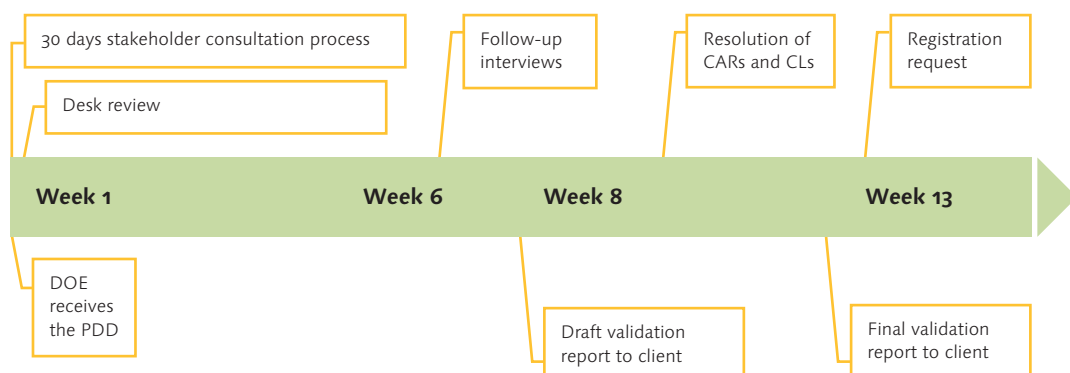 30 days stakeholder consultation process
Follow-up
interviews
Resolution of
CARs and CLs
Registration
request
Desk review
Week 1
Week 6
Week 8
Week 13
DOE
receives
the PDD
Draft validation
report to client
Final validation
report to client